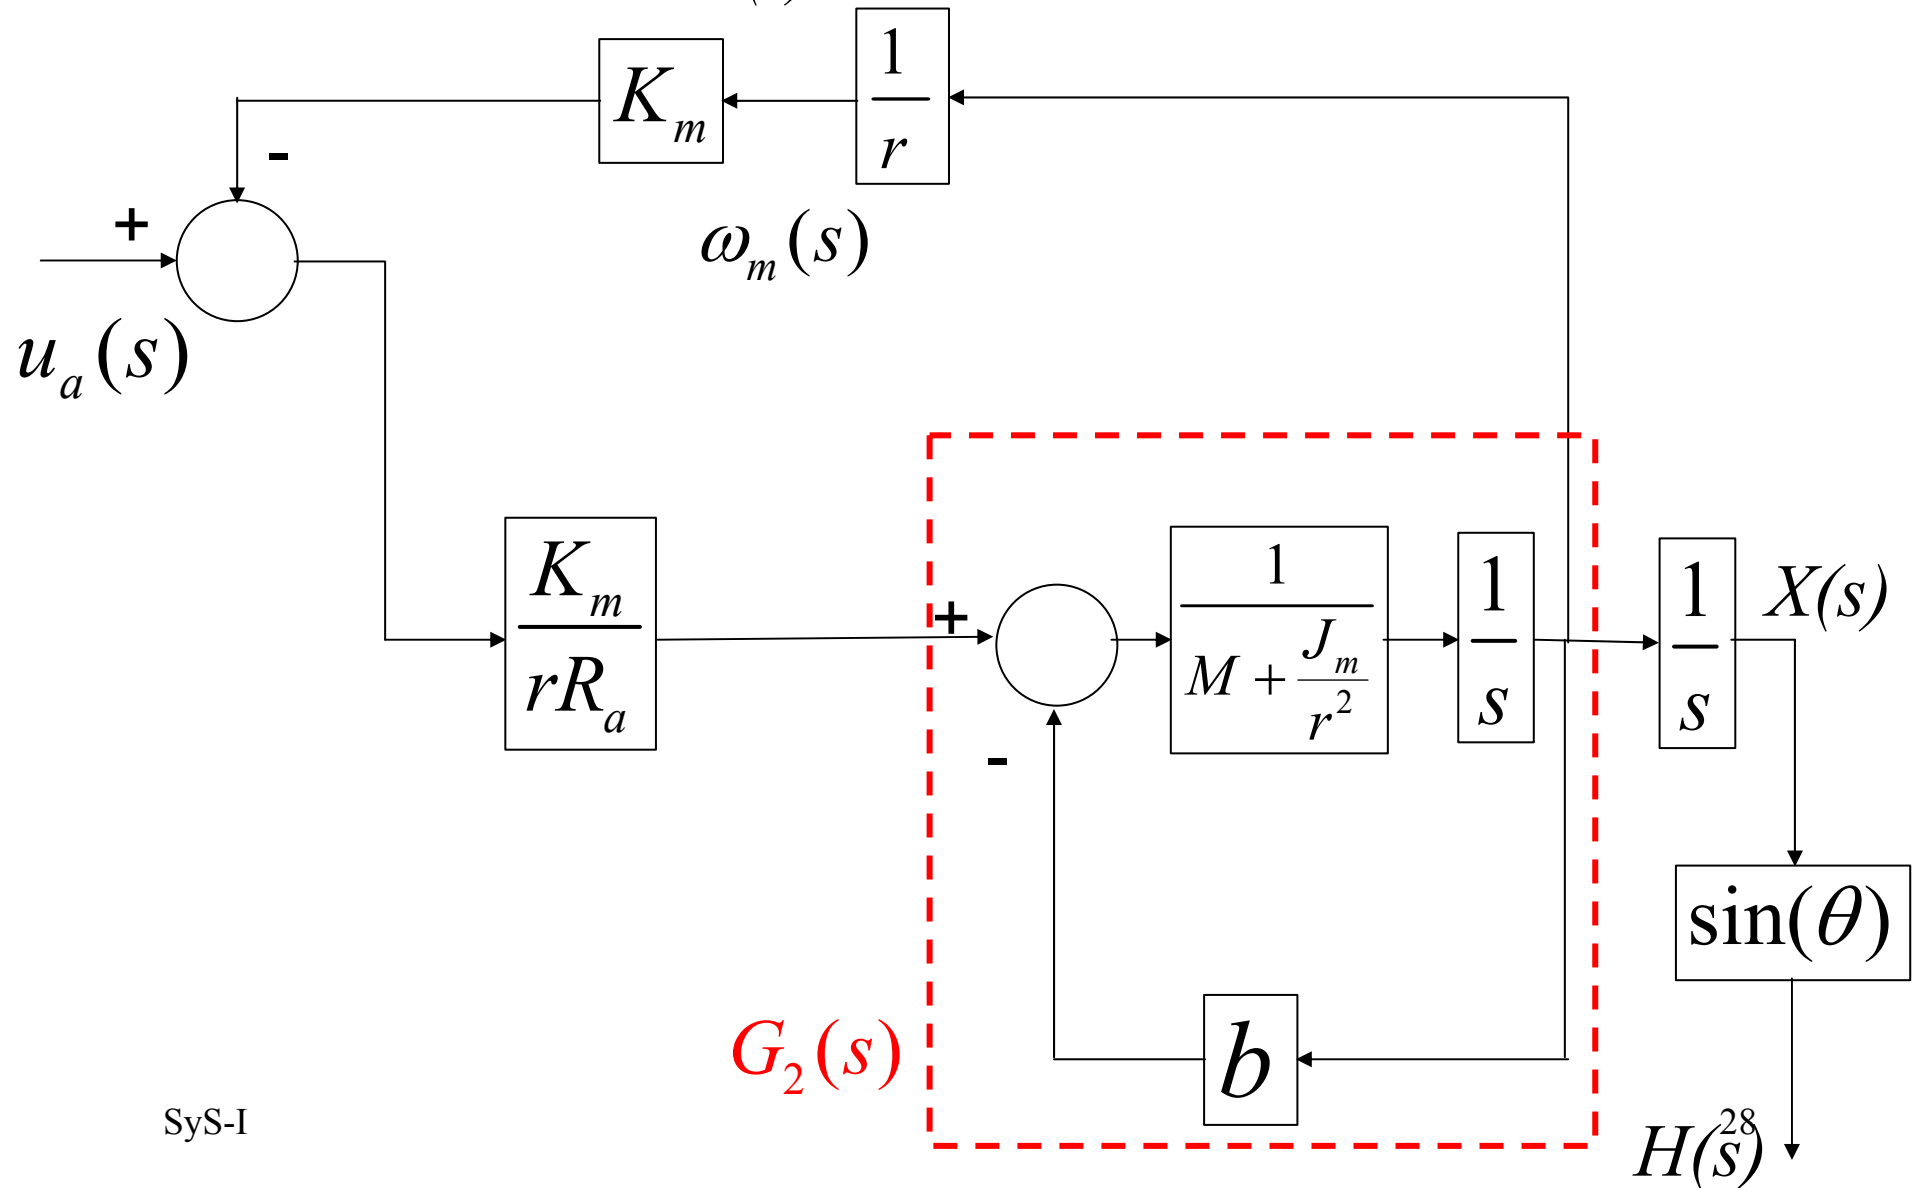 K_m
1/r
-
+
ω_m(s)
u_a(s)
K_m/(rR_a)
+
-
1/(M + J_m/r^2)
1/s
1/s
X(s)
sin(θ)
b
G_2(s)
SyS-I
28
H(s)